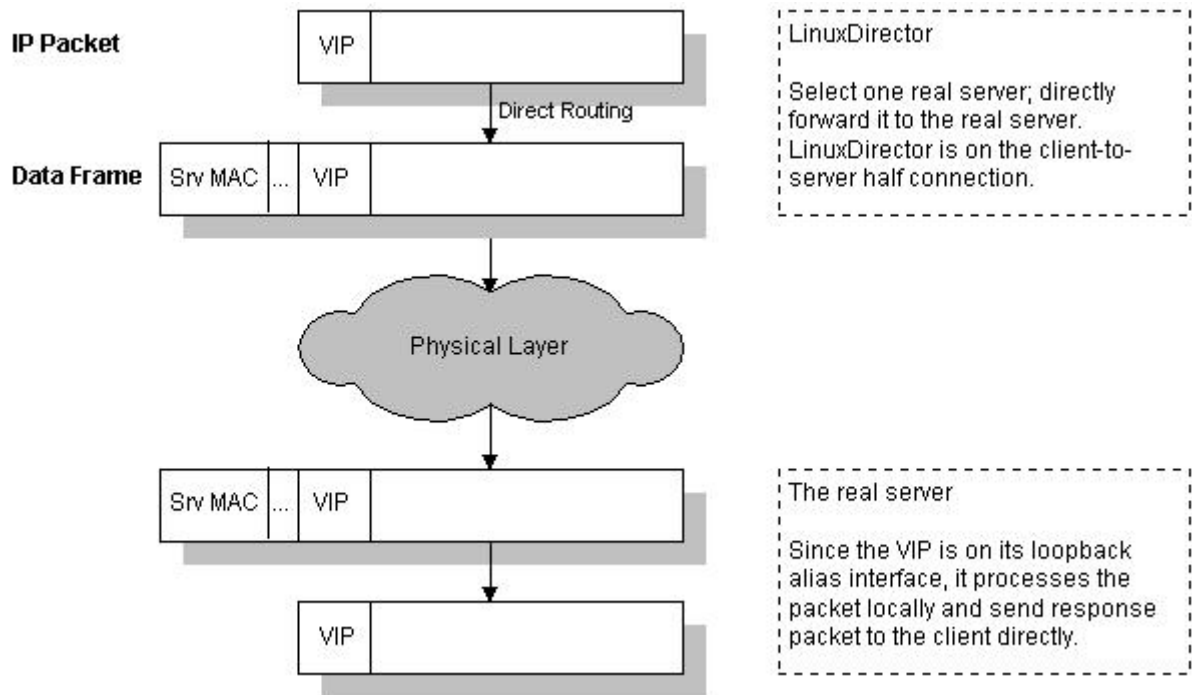 IP Packet
VIP
LinuxDirector
Select one real server; directly
forward it to the real server.
LinuxDirector is on the client-to-
server half connection.
Direct Routing
Data Frame
Srv MAC ... VIP
Physical Layer
Srv MAC ... VIP
The real server
Since the VIP is on its loopback
alias interface, it processes the
packet locally and send response
packet to the client directly.
VIP